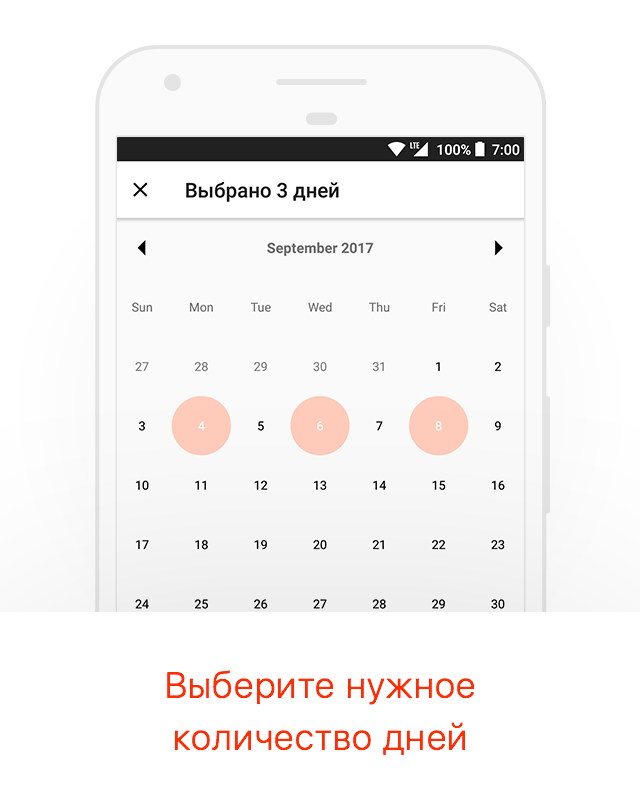 LTE 100% 7:00
Выбрано 3 дней
September 2017
Sun Mon Tue Wed Thu Fri Sat
27 28 29 30 31 1 2
3 4 5 6 7 8 9
10 11 12 13 14 15 16
17 18 19 20 21 22 23
24 25 26 27 28 29 30
Выберите нужное
количество дней